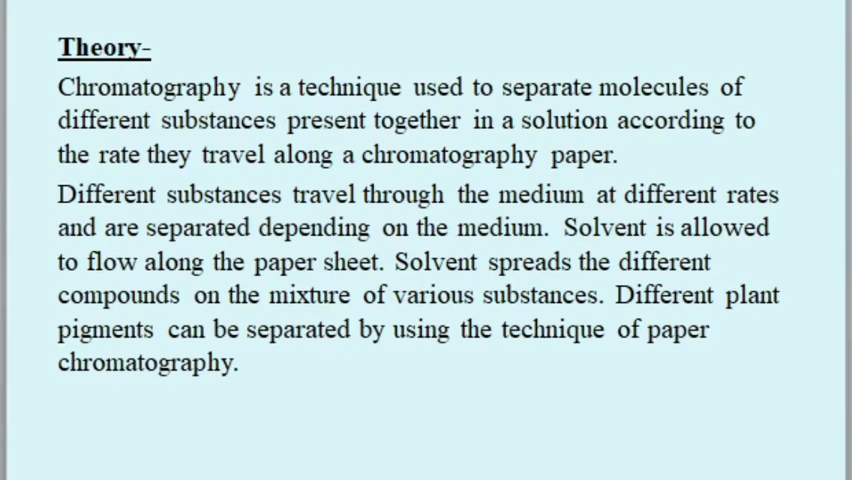 Theory-
Chromatography is a technique used to separate molecules of
different substances present together in a solution according to
the rate they travel along a chromatography paper.
Different substances travel through the medium at different rates
and are separated depending on the medium. Solvent is allowed
to flow along the paper sheet. Solvent spreads the different
compounds on the mixture of various substances. Different plant
pigments can be separated by using the technique of paper
chromatography.